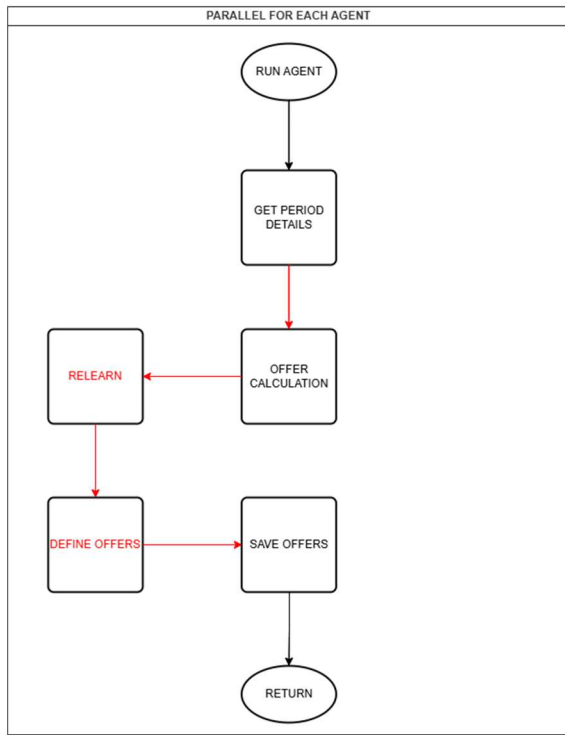 PARALLEL FOR EACH AGENT
RUN AGENT
GET PERIOD
DETAILS
OFFER
CALCULATION
RELEARN
DEFINE OFFERS
SAVE OFFERS
RETURN